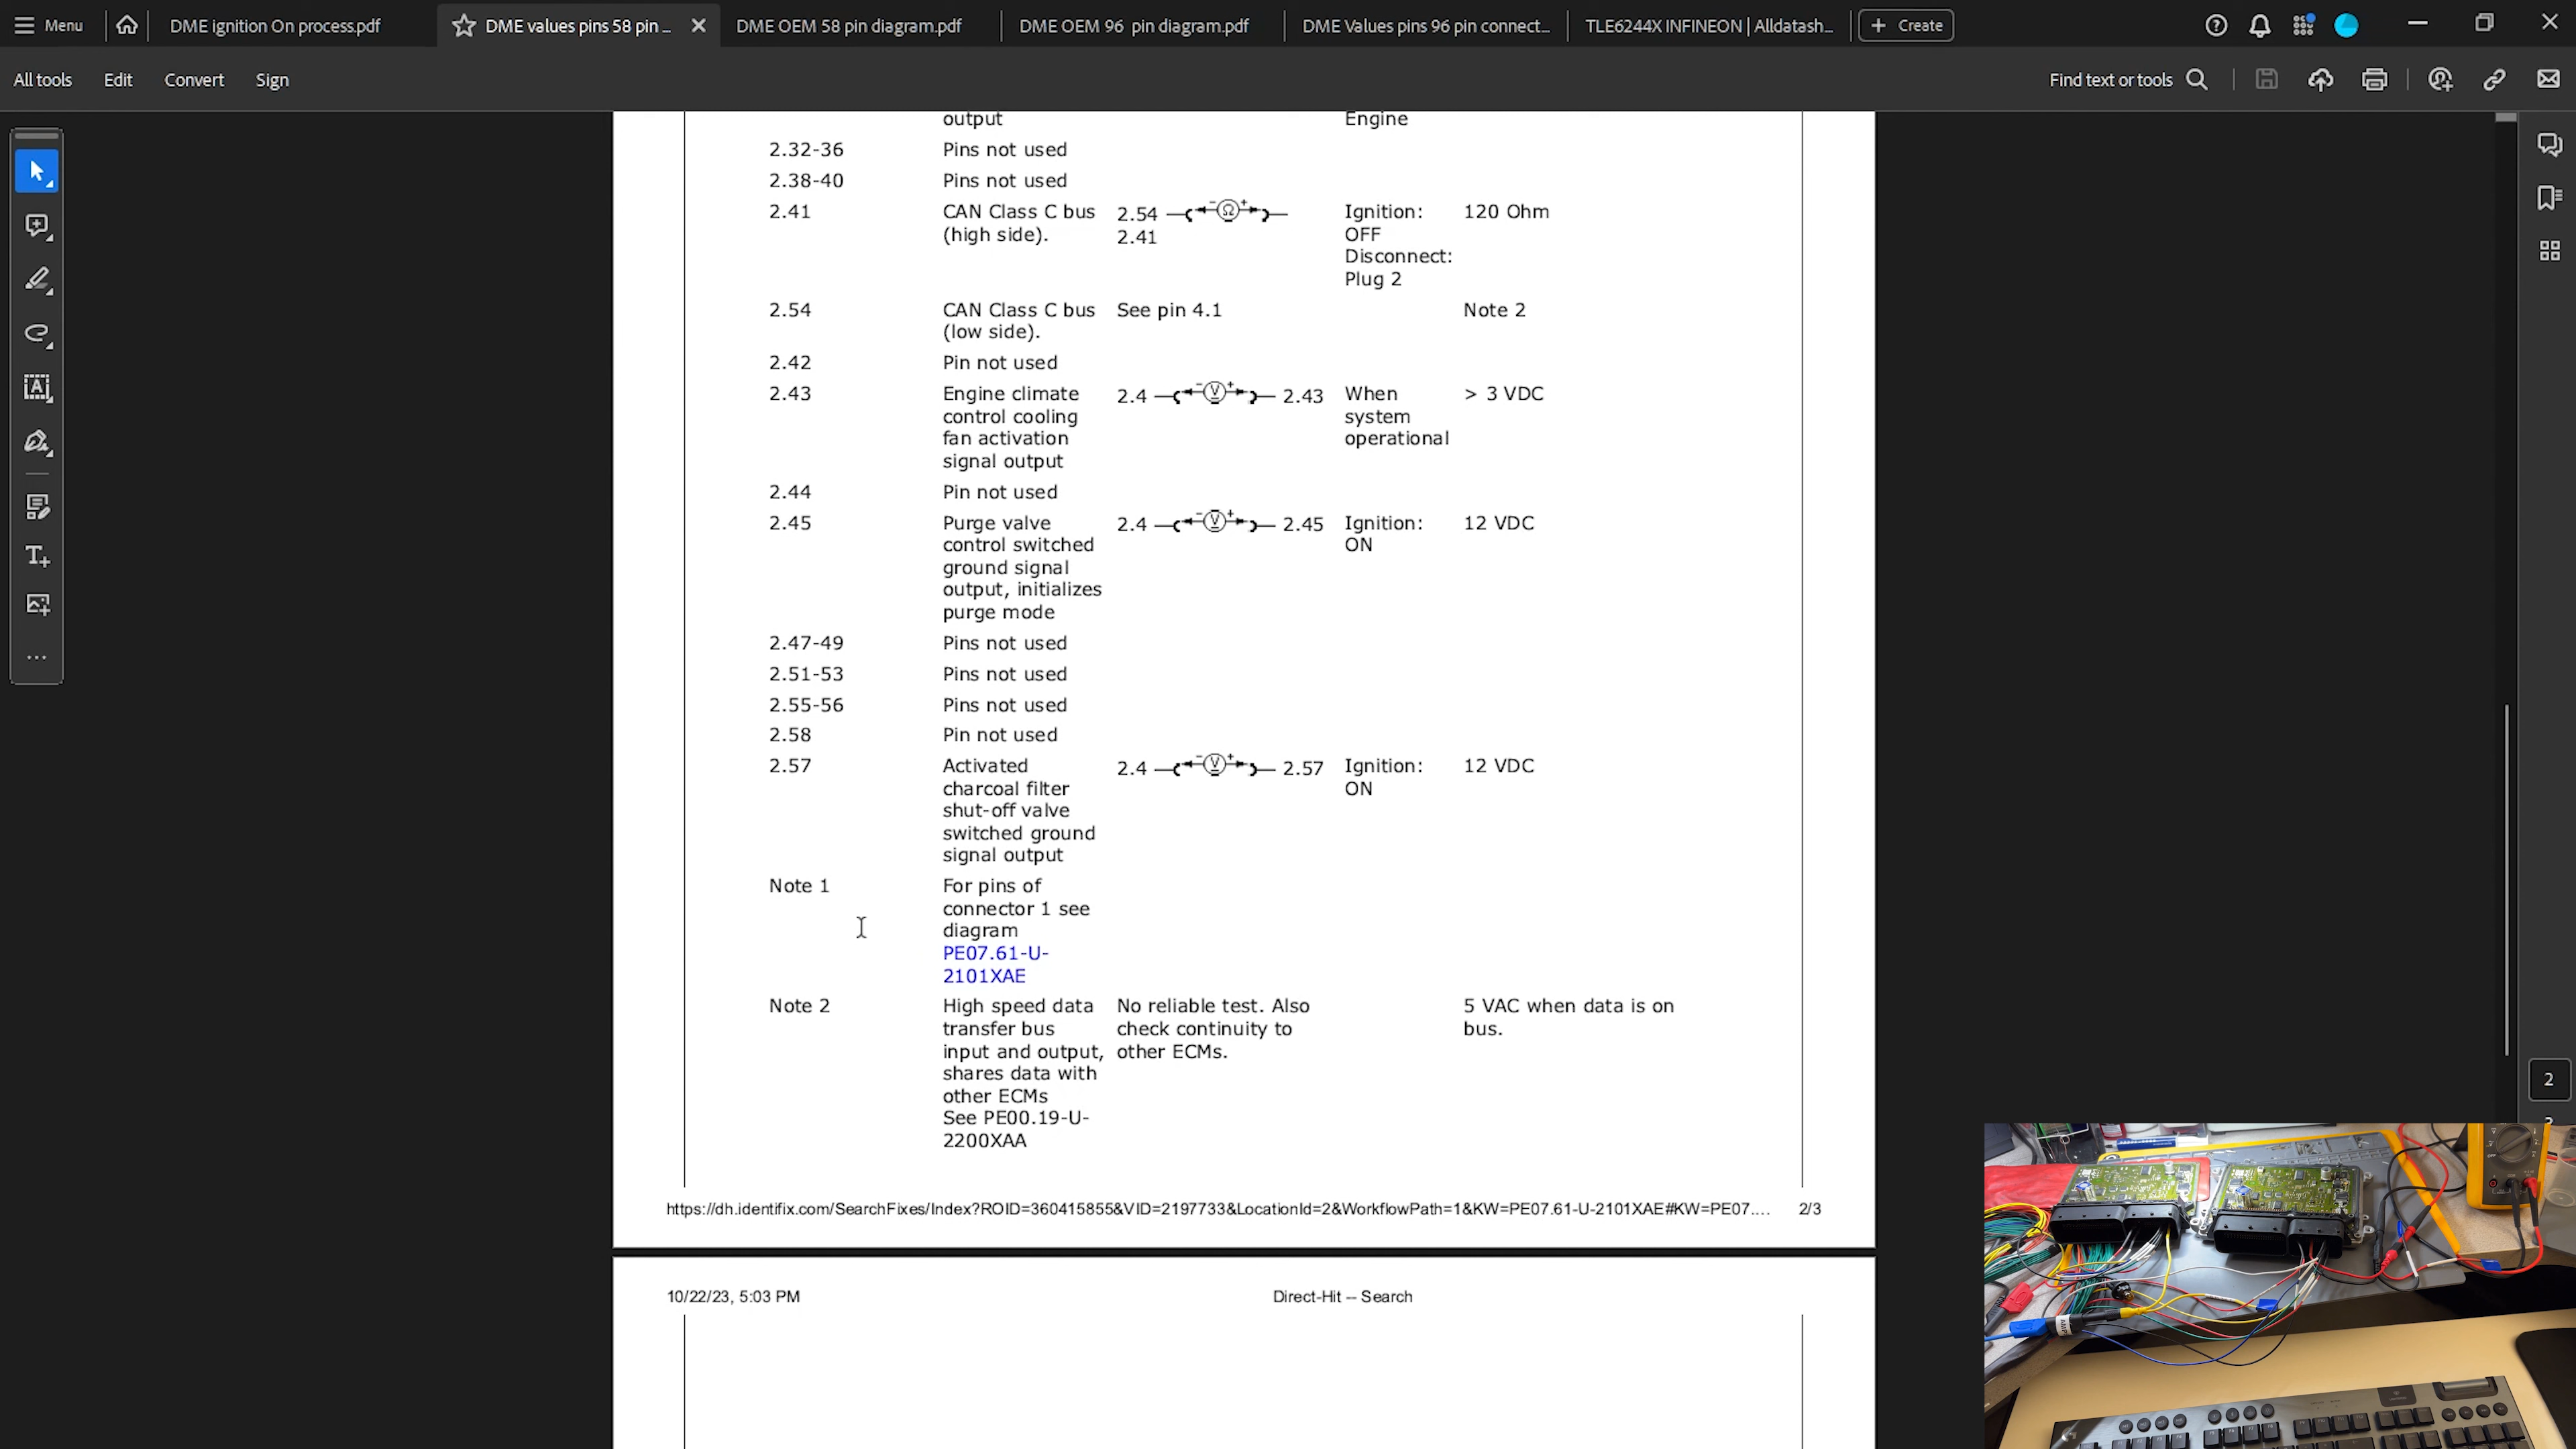 Menu
DME ignition On process.pdf
DME values pins 58 pin ...
DME OEM 58 pin diagram.pdf
DME OEM 96 pin diagram.pdf
DME Values pins 96 pin connect...
TLE6244X INFINEON | Alldatash...
Create
All tools
Edit
Convert
Sign
Find text or tools
output Engine
2.32-36 Pins not used
2.38-40 Pins not used
2.41 CAN Class C bus 2.54 Ignition: 120 Ohm
(high side). 2.41 OFF
Disconnect:
Plug 2
2.54 CAN Class C bus See pin 4.1 Note 2
(low side).
2.42 Pin not used
2.43 Engine climate 2.4 2.43 When > 3 VDC
control cooling system
fan activation operational
signal output
2.44 Pin not used
2.45 Purge valve 2.4 2.45 Ignition: 12 VDC
control switched ON
ground signal
output, initializes
purge mode
2.47-49 Pins not used
2.51-53 Pins not used
2.55-56 Pins not used
2.58 Pin not used
2.57 Activated 2.4 2.57 Ignition: 12 VDC
charcoal filter ON
shut-off valve
switched ground
signal output
Note 1 For pins of
connector 1 see
diagram
PE07.61-U-
2101XAE
Note 2 High speed data No reliable test. Also 5 VAC when data is on
transfer bus check continuity to bus.
input and output, other ECMs.
shares data with
other ECMs
See PE00.19-U-
2200XAA
https://dh.identifix.com/SearchFixes/Index?ROID=360415855&VID=2197733&LocationId=2&WorkflowPath=1&KW=PE07.61-U-2101XAE#KW=PE07.... 2/3
10/22/23, 5:03 PM Direct-Hit -- Search
2